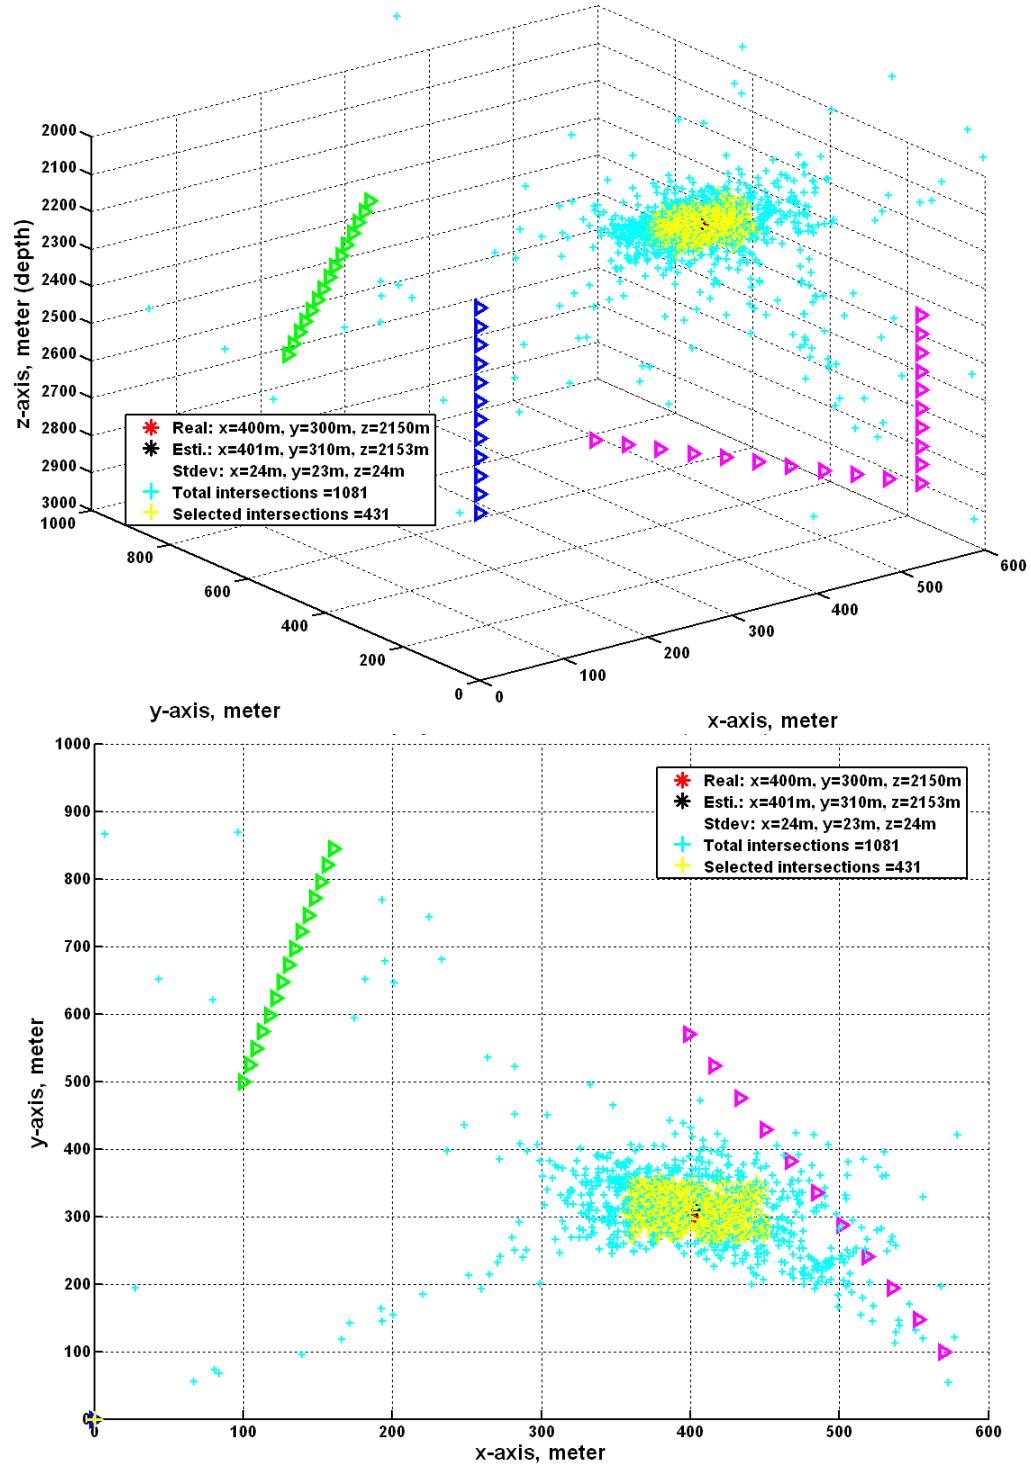 2000
2100
2200
2300
2400
2500
2600
2700
2800
2900
3000
z-axis, meter (depth)
Real: x=400m, y=300m, z=2150m
Esti.: x=401m, y=310m, z=2153m
Stdev: x=24m, y=23m, z=24m
Total intersections =1081
Selected intersections =431
1000
800
600
400
200
0
0
100
200
300
400
500
600
y-axis, meter
x-axis, meter
1000
900
800
700
600
500
400
300
200
100
0
y-axis, meter
Real: x=400m, y=300m, z=2150m
Esti.: x=401m, y=310m, z=2153m
Stdev: x=24m, y=23m, z=24m
Total intersections =1081
Selected intersections =431
0
100
200
300
400
500
600
x-axis, meter